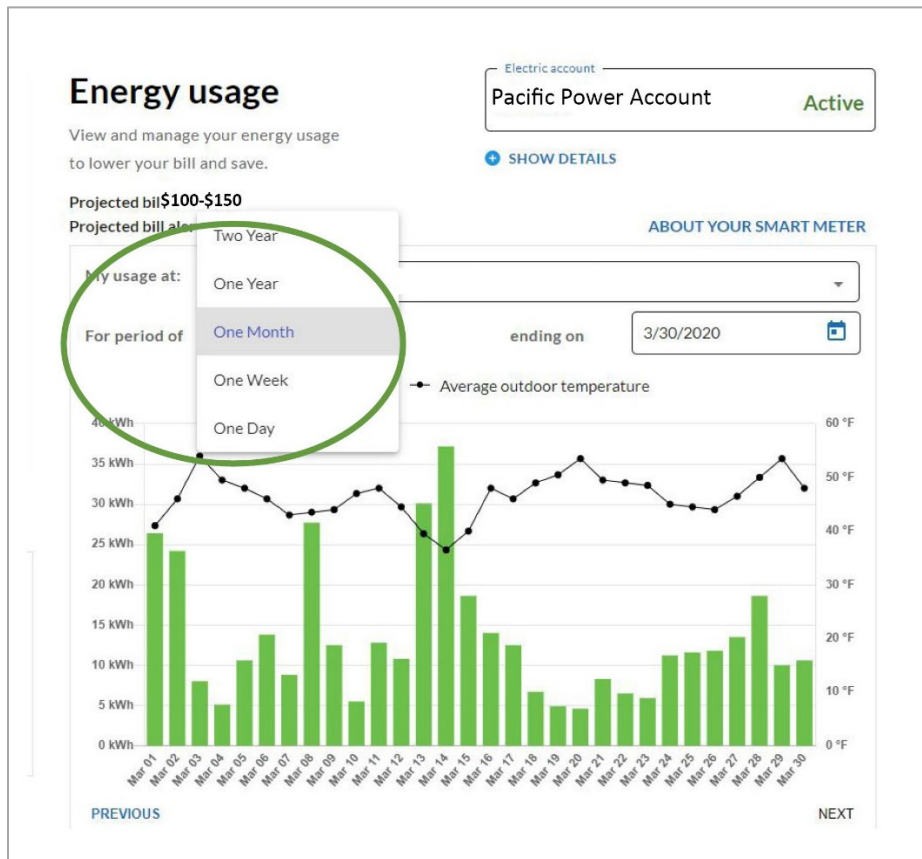 Energy usage
View and manage your energy usage
to lower your bill and save.
Electric account
Pacific Power Account
Active
SHOW DETAILS
Projected bil $100-$150
Projected bill aler
ABOUT YOUR SMART METER
My usage at:
For period of
Two Year
One Year
One Month
One Week
One Day
ending on
3/30/2020
Average outdoor temperature
40 kWh
35 kWh
30 kWh
25 kWh
20 kWh
15 kWh
10 kWh
5 kWh
0 kWh
60 °F
50 °F
40 °F
30 °F
20 °F
10 °F
0 °F
Mar 01
Mar 02
Mar 03
Mar 04
Mar 05
Mar 06
Mar 07
Mar 08
Mar 09
Mar 10
Mar 11
Mar 12
Mar 13
Mar 14
Mar 15
Mar 16
Mar 17
Mar 18
Mar 19
Mar 20
Mar 21
Mar 22
Mar 23
Mar 24
Mar 25
Mar 26
Mar 27
Mar 28
Mar 29
Mar 30
PREVIOUS
NEXT